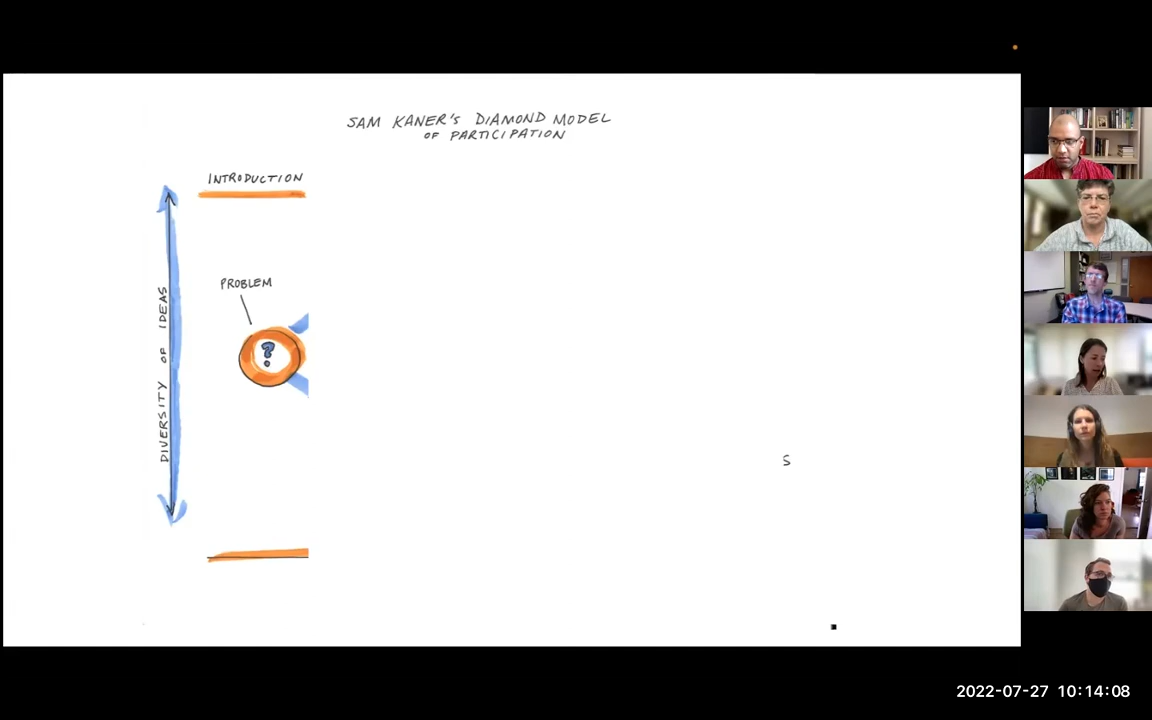 SAM KANER'S DIAMOND MODEL
OF PARTICIPATION
INTRODUCTION
PROBLEM
?
DIVERSITY OF IDEAS
S
2022-07-27 10:14:08